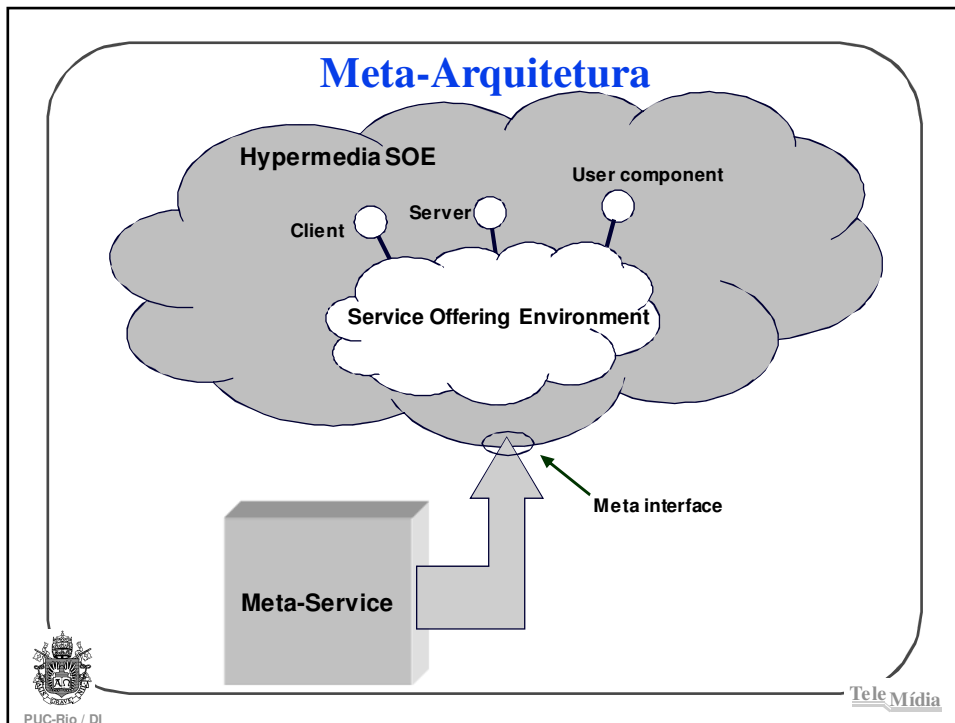 Meta-Arquitetura
Hypermedia SOE
User component
Server
Client
Service Offering Environment
Meta interface
Meta-Service
TeleMídia
PUC-Rio / DI